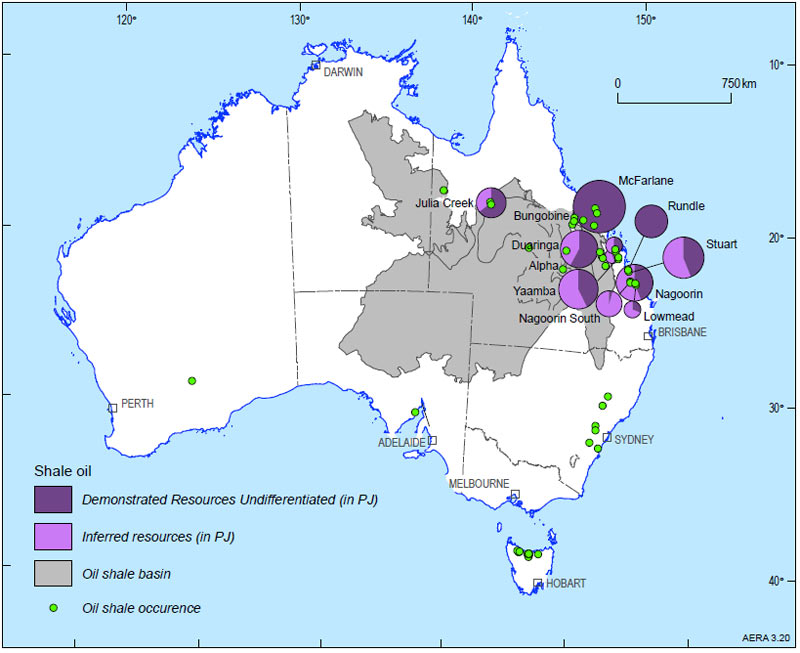 120°
130°
140°
150°
10°
DARWIN
0
750 km
McFarlane
Rundle
Julia Creek
Bungobine
Stuart
20°
Duaringa
Alpha
Yaamba
Nagoorin
Nagoorin South
Lowmead
BRISBANE
PERTH
30°
ADELAIDE
SYDNEY
MELBOURNE
Shale oil
Demonstrated Resources Undifferentiated (in PJ)
Inferred resources (in PJ)
Oil shale basin
Oil shale occurence
HOBART
40°
AERA 3.20